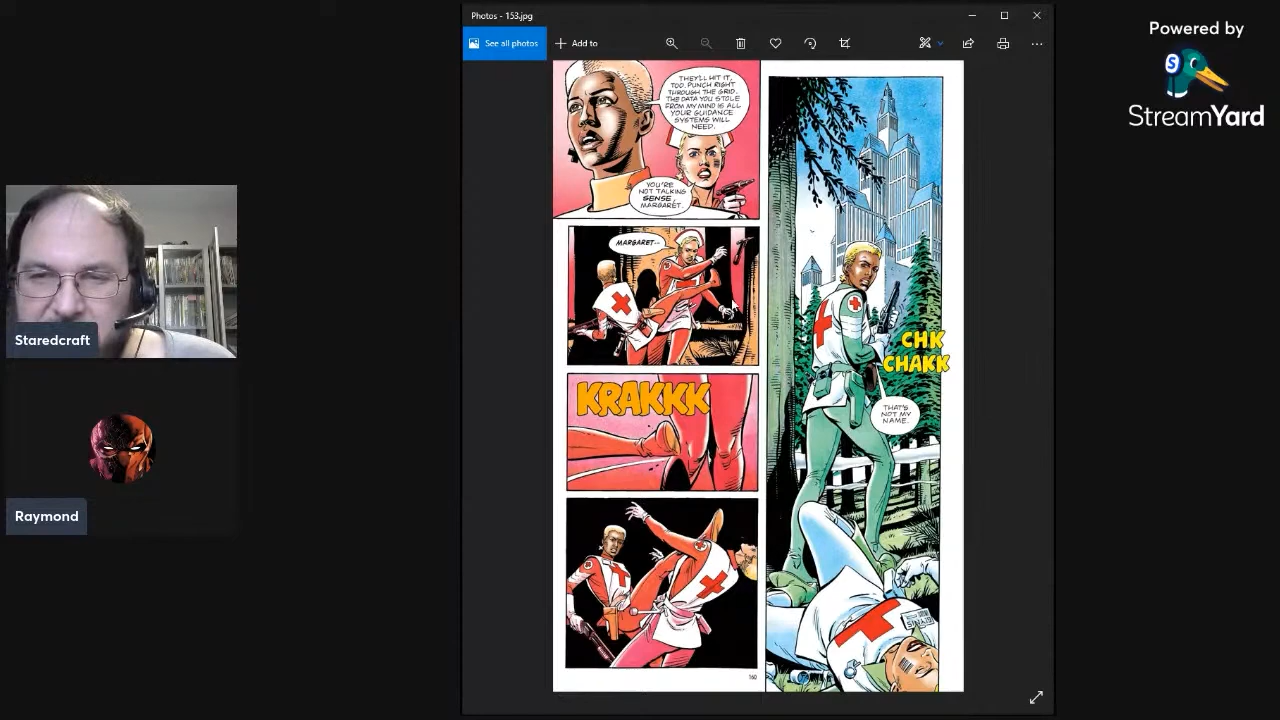 Photos - 153.jpg
See all photos
Add to
Powered by
StreamYard
Staredcraft
Raymond
THEY'LL HIT IT,
TOO. PUNCH RIGHT
THROUGH THE GRID.
THE DATA YOU STOLE
FROM MY MIND IS ALL
YOUR GUIDANCE
SYSTEMS WILL
NEED.
YOU'RE
NOT TALKING
SENSE,
MARGARET.
MARGARET--
KRAKKK
160
CHK
CHAKK
THAT'S
NOT MY
NAME.